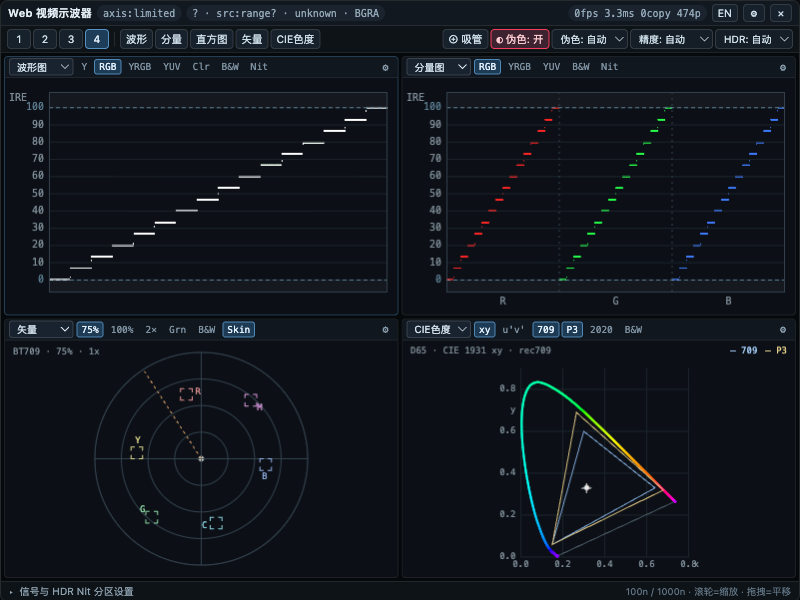 Web 视频示波器 axis:limited ? · src:range? · unknown · BGRA 0fps 3.3ms 0copy 474p EN ⚙ ×
1 2 3 4 波形 分量 直方图 矢量 CIE色度 ⊕ 吸管 ◐ 伪色: 开 伪色: 自动 精度: 自动 HDR: 自动
波形图 Y RGB YRGB YUV Clr B&W Nit ⚙
IRE
100
90
80
70
60
50
40
30
20
10
0
分量图 RGB YRGB YUV B&W Nit ⚙
IRE
100
90
80
70
60
50
40
30
20
10
0
R G B
矢量 75% 100% 2× Grn B&W Skin ⚙
BT709 · 75% · 1x
R
M
Y
B
G
C
CIE色度 xy u'v' 709 P3 2020 B&W ⚙
D65 · CIE 1931 xy · rec709 — 709 — P3
0.8
y
0.6
0.4
0.2
0.0
0.0 0.2 0.4 0.6 0.8 x
▸ 信号与 HDR Nit 分区设置 100n / 1000n · 滚轮=缩放 · 拖拽=平移